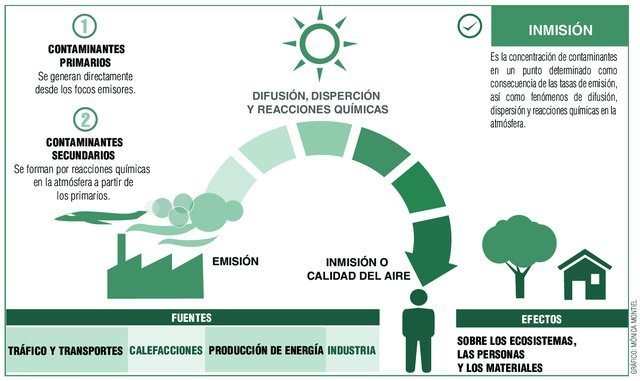 1
CONTAMINANTES
PRIMARIOS
Se generan directamente
desde los focos emisores.
2
CONTAMINANTES
SECUNDARIOS
Se forman por reacciones químicas
en la atmósfera a partir de
los primarios.
DIFUSIÓN, DISPERCIÓN
Y REACCIONES QUÍMICAS
INMISIÓN
Es la concentración de contaminantes
en un punto determinado como
consecuencia de las tasas de emisión,
así como fenómenos de difusión,
dispersión y reacciones químicas en la
atmósfera.
EMISIÓN
INMISIÓN O
CALIDAD DEL AIRE
FUENTES
TRÁFICO Y TRANSPORTES
CALEFACCIONES
PRODUCCIÓN DE ENERGÍA
INDUSTRIA
EFECTOS
SOBRE LOS ECOSISTEMAS,
LAS PERSONAS
Y LOS MATERIALES
GRÁFICO: MÓNICA MONTIEL